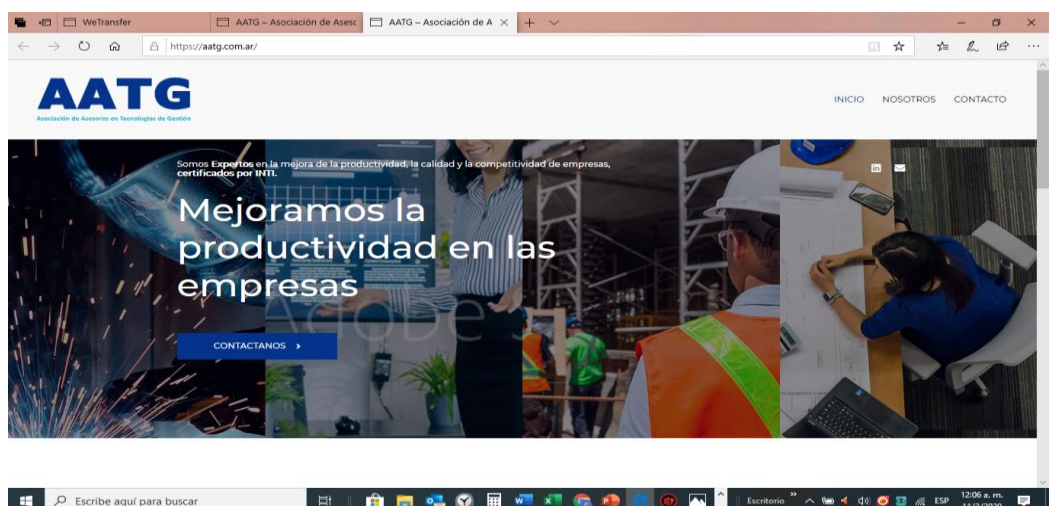 WeTransfer
AATG – Asociación de Aseso
AATG – Asociación de A
https://aatg.com.ar/
AATG
Asociación de Asesores en Tecnologías de Gestión
INICIO NOSOTROS CONTACTO
Somos Expertos en la mejora de la productividad, la calidad y la competitividad de empresas,
certificados por INTI.
Mejoramos la
productividad en las
empresas
Adobe
CONTACTANOS
Escribe aquí para buscar
Escritorio
ESP
12:06 a. m.